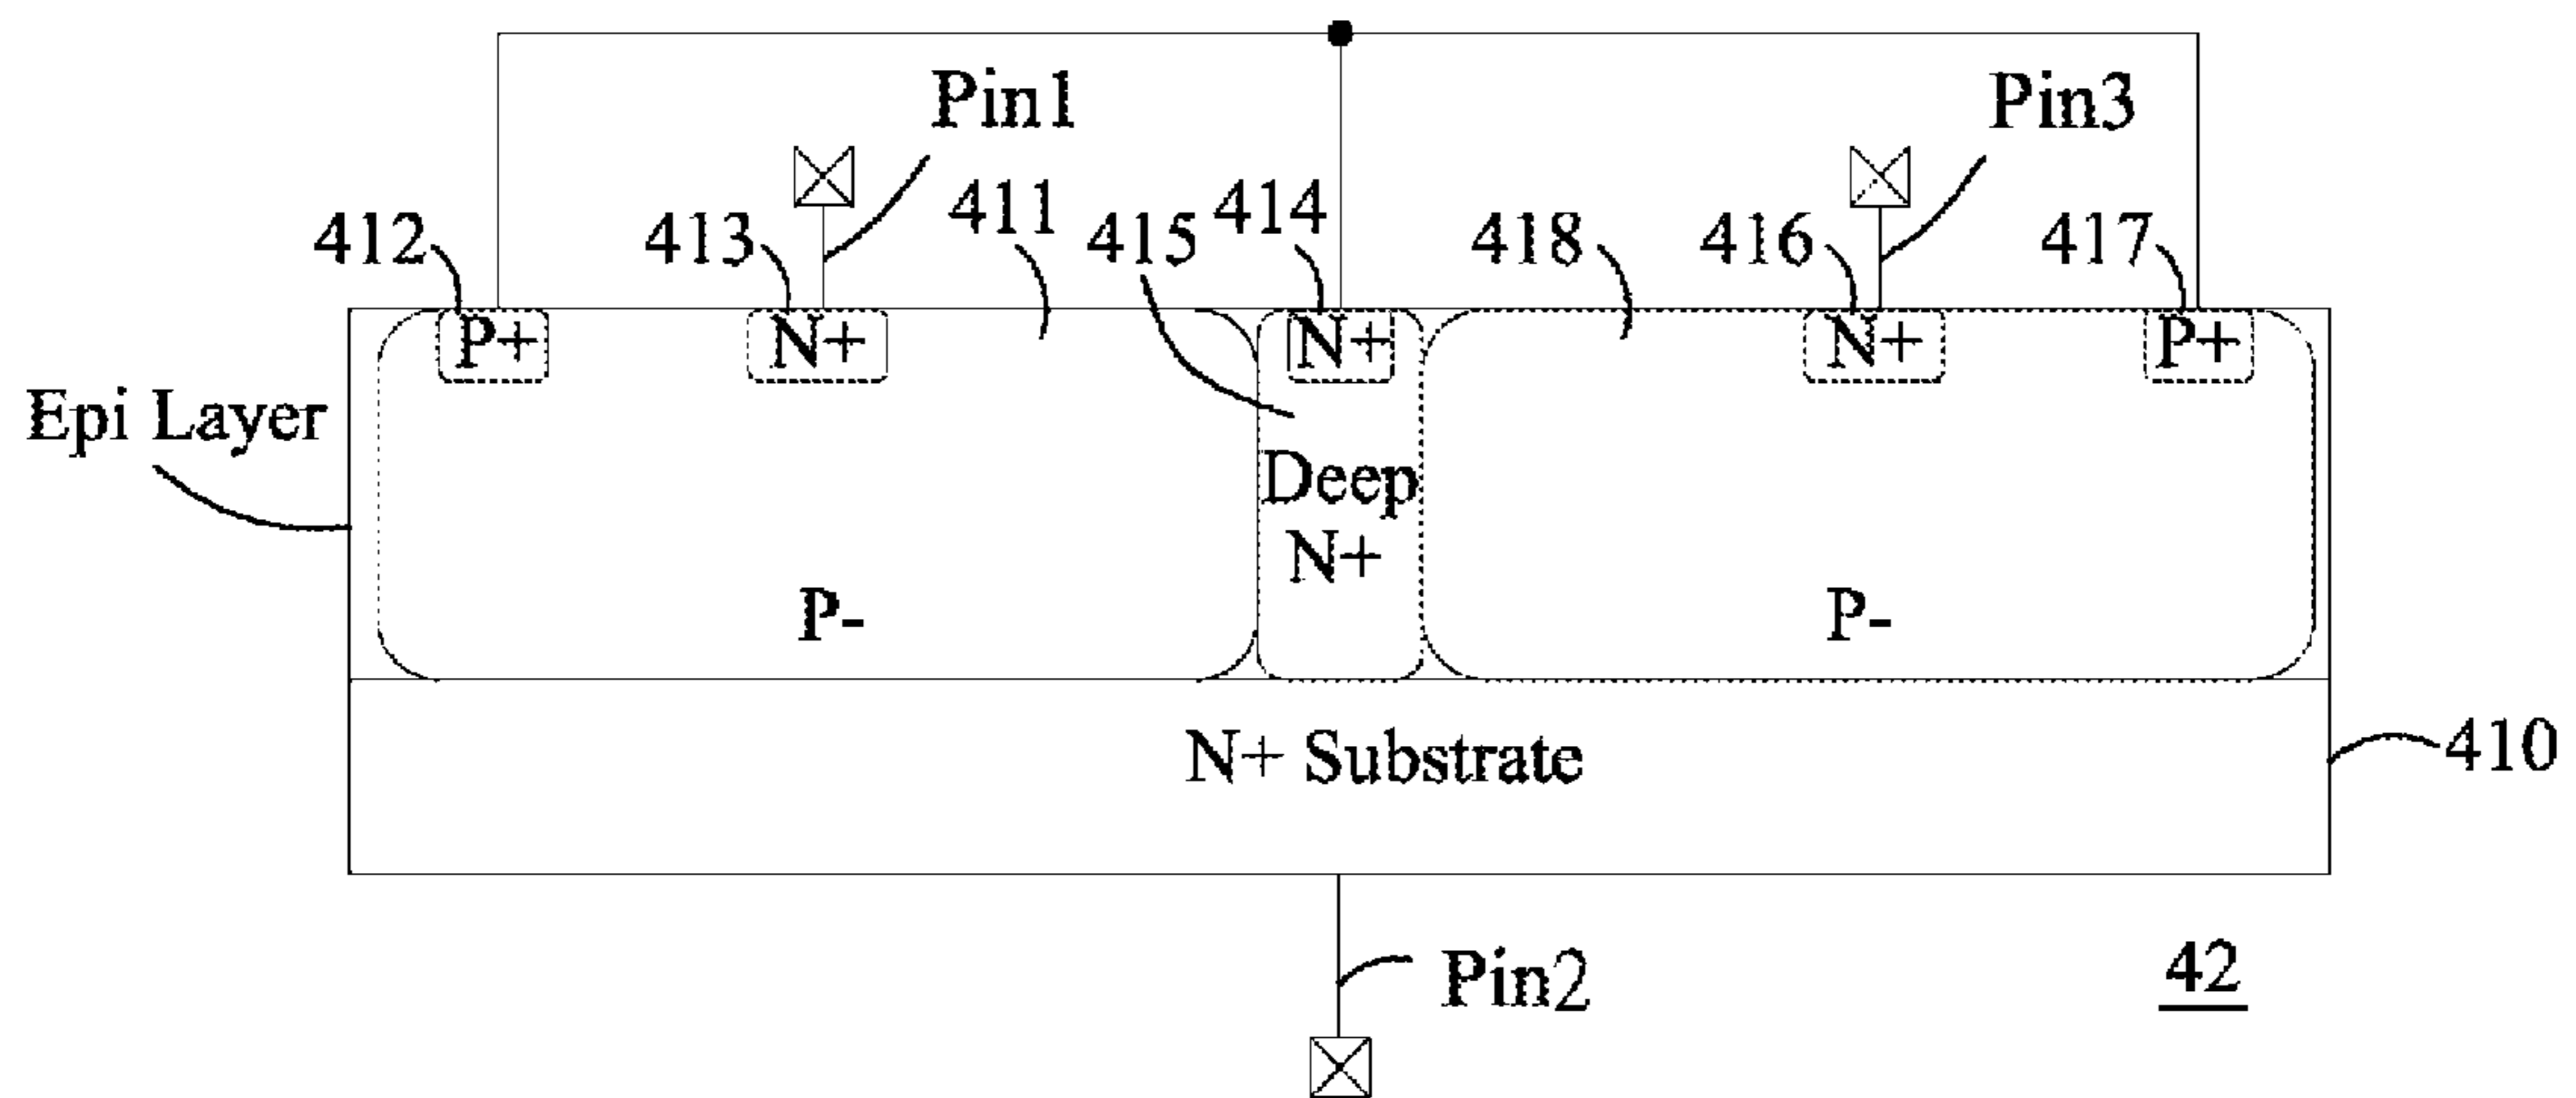 Pin1
Pin3
412
413
411
415
414
418
416
417
P+
N+
N+
N+
P+
Epi Layer
Deep
N+
P-
P-
N+ Substrate
410
Pin2
42